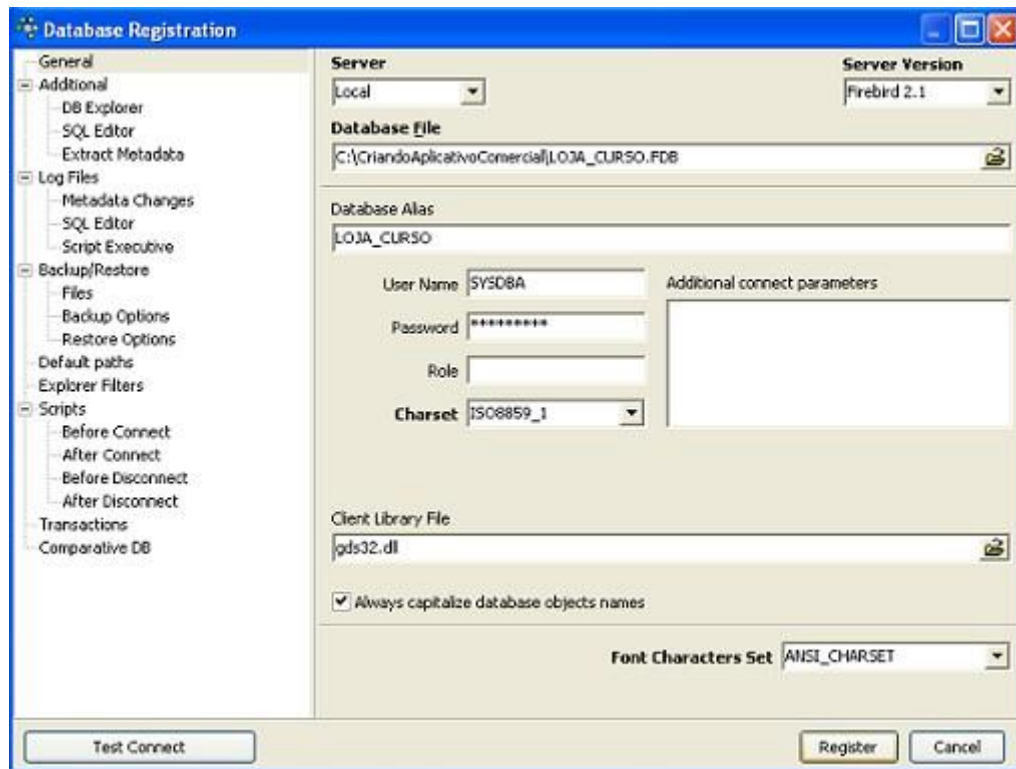 Database Registration
General
Additional
DB Explorer
SQL Editor
Extract Metadata
Log Files
Metadata Changes
SQL Editor
Script Executive
Backup/Restore
Files
Backup Options
Restore Options
Default paths
Explorer Filters
Scripts
Before Connect
After Connect
Before Disconnect
After Disconnect
Transactions
Comparative DB
Server
Server Version
Local
Firebird 2.1
Database File
C:\CriandoAplicativoComercial\LOJA_CURSO.FDB
Database Alias
LOJA_CURSO
User Name SYSDBA
Additional connect parameters
Password *********
Role
Charset ISO8859_1
Client Library File
gds32.dll
Always capitalize database objects names
Font Characters Set ANSI_CHARSET
Test Connect
Register
Cancel